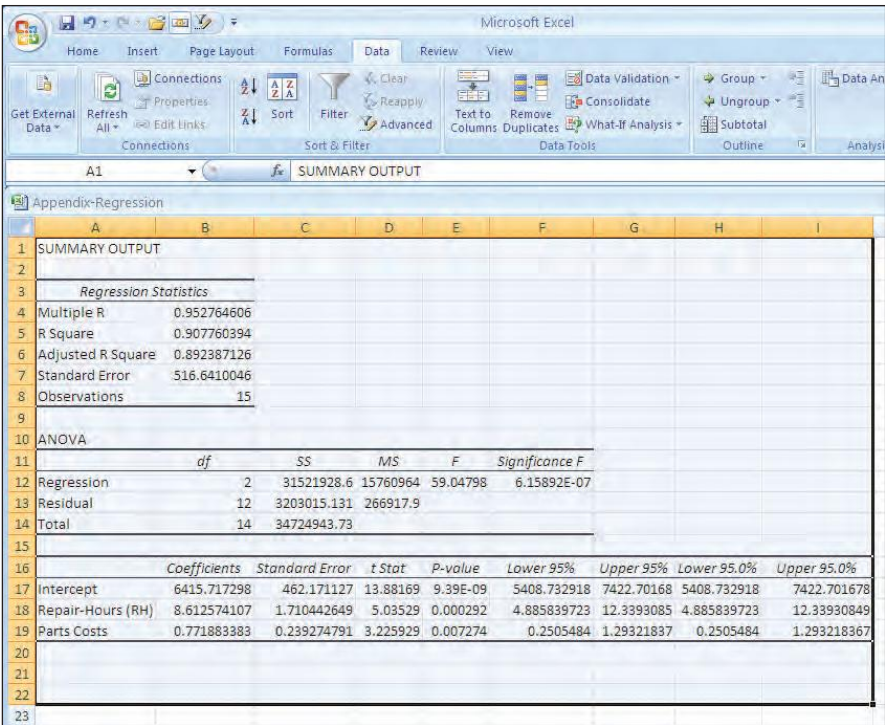 Microsoft Excel
Home Insert Page Layout Formulas Data Review View
Get External Data
Refresh All
Connections
Properties
Edit Links
Connections
Sort
Filter
Clear
Reapply
Advanced
Sort & Filter
Text to Columns
Remove Duplicates
Data Validation
Consolidate
What-If Analysis
Data Tools
Group
Ungroup
Subtotal
Outline
Data An
Analysi
A1 fx SUMMARY OUTPUT
Appendix-Regression
A B C D E F G H I
1 SUMMARY OUTPUT
2
3 Regression Statistics
4 Multiple R 0.952764606
5 R Square 0.907760394
6 Adjusted R Square 0.892387126
7 Standard Error 516.6410046
8 Observations 15
9
10 ANOVA
11 df SS MS F Significance F
12 Regression 2 31521928.6 15760964 59.04798 6.15892E-07
13 Residual 12 3203015.131 266917.9
14 Total 14 34724943.73
15
16 Coefficients Standard Error t Stat P-value Lower 95% Upper 95% Lower 95.0% Upper 95.0%
17 Intercept 6415.717298 462.171127 13.88169 9.39E-09 5408.732918 7422.70168 5408.732918 7422.701678
18 Repair-Hours (RH) 8.612574107 1.710442649 5.03529 0.000292 4.885839723 12.3393085 4.885839723 12.33930849
19 Parts Costs 0.771883383 0.239274791 3.225929 0.007274 0.2505484 1.29321837 0.2505484 1.293218367
20
21
22
23